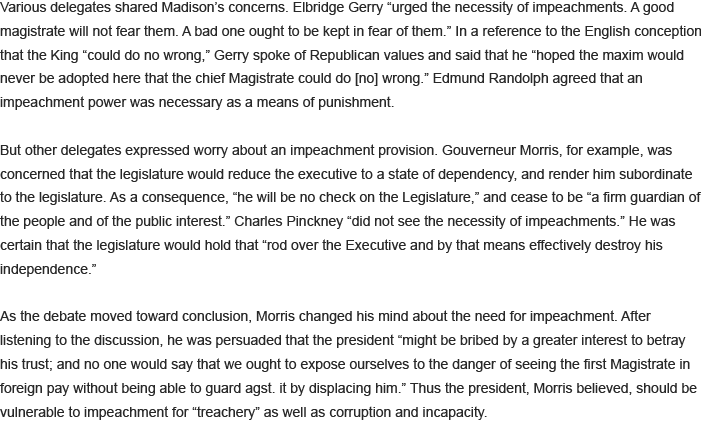 Various delegates shared Madison’s concerns. Elbridge Gerry “urged the necessity of impeachments. A good
magistrate will not fear them. A bad one ought to be kept in fear of them.” In a reference to the English conception
that the King “could do no wrong,” Gerry spoke of Republican values and said that he “hoped the maxim would
never be adopted here that the chief Magistrate could do [no] wrong.” Edmund Randolph agreed that an
impeachment power was necessary as a means of punishment.
But other delegates expressed worry about an impeachment provision. Gouverneur Morris, for example, was
concerned that the legislature would reduce the executive to a state of dependency, and render him subordinate
to the legislature. As a consequence, “he will be no check on the Legislature,” and cease to be “a firm guardian of
the people and of the public interest.” Charles Pinckney “did not see the necessity of impeachments.” He was
certain that the legislature would hold that “rod over the Executive and by that means effectively destroy his
independence.”
As the debate moved toward conclusion, Morris changed his mind about the need for impeachment. After
listening to the discussion, he was persuaded that the president “might be bribed by a greater interest to betray
his trust; and no one would say that we ought to expose ourselves to the danger of seeing the first Magistrate in
foreign pay without being able to guard agst. it by displacing him.” Thus the president, Morris believed, should be
vulnerable to impeachment for “treachery” as well as corruption and incapacity.